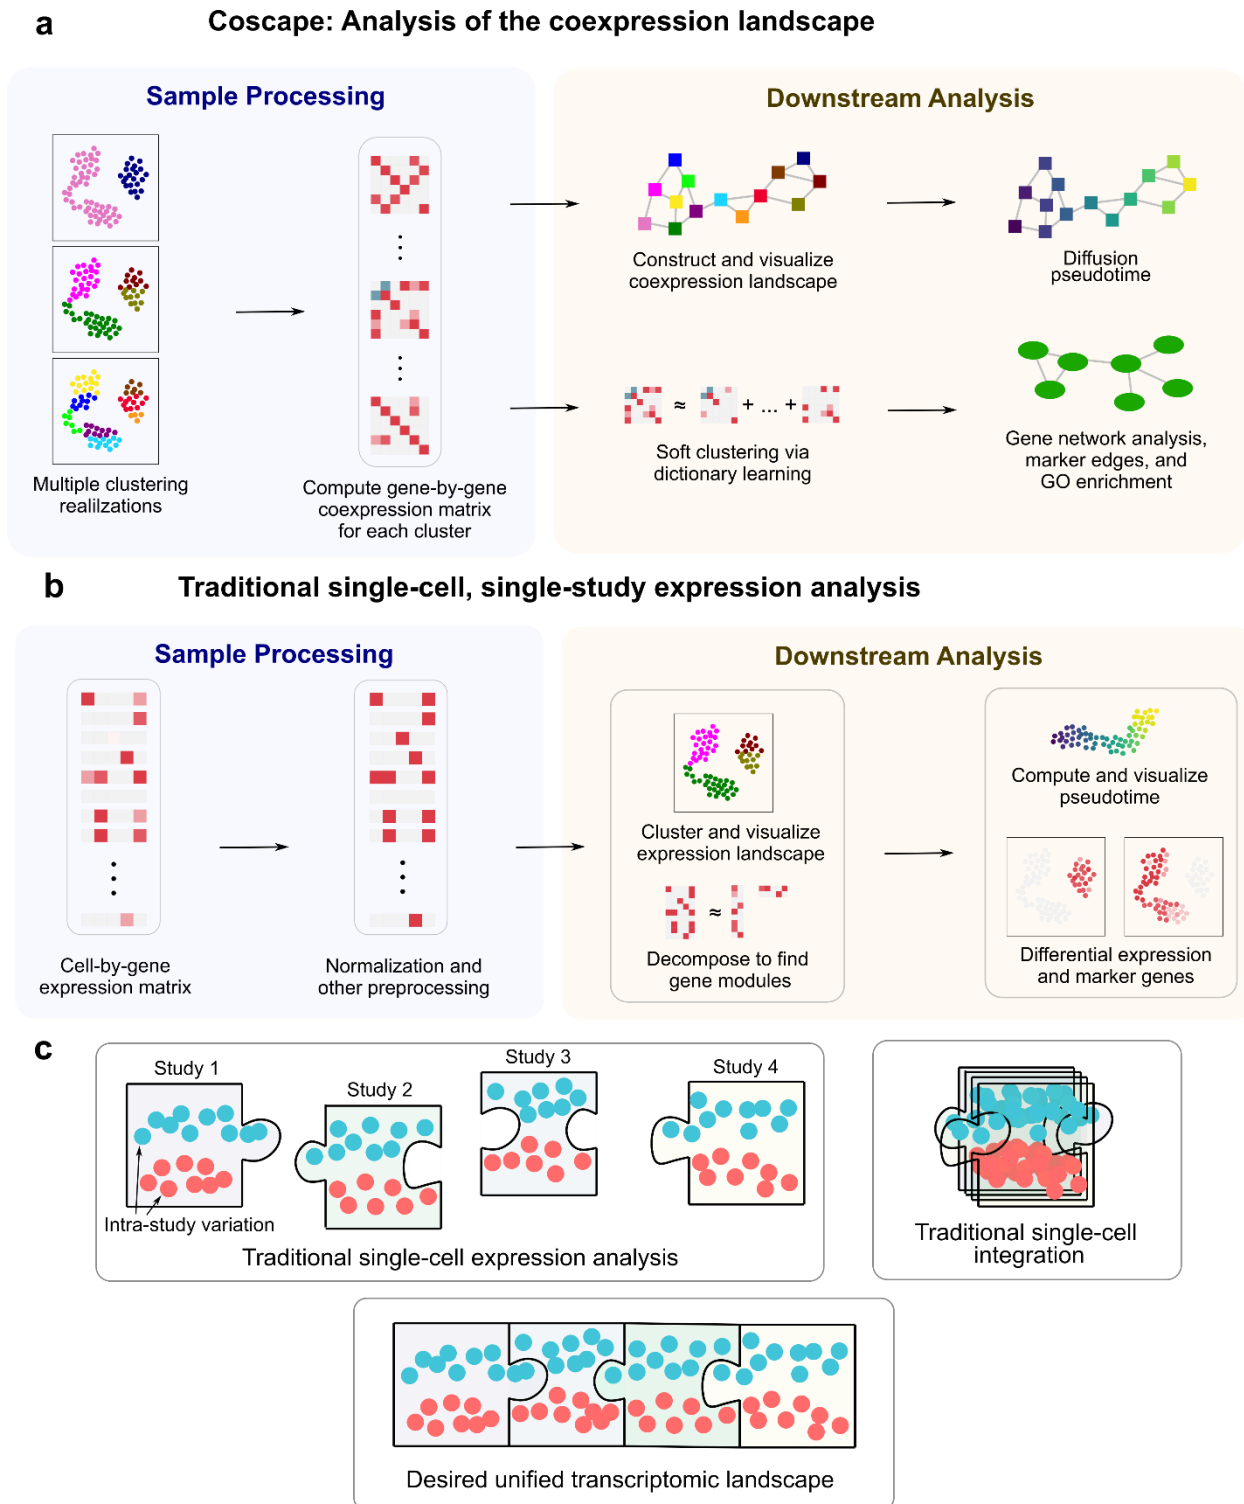 a
Coscape: Analysis of the coexpression landscape
Sample Processing
Downstream Analysis
Multiple clustering
realilzations
Compute gene-by-gene
coexpression matrix
for each cluster
Construct and visualize
coexpression landscape
Diffusion
pseudotime
≈ + ... +
Soft clustering via
dictionary learning
Gene network analysis,
marker edges, and
GO enrichment
b
Traditional single-cell, single-study expression analysis
Sample Processing
Downstream Analysis
Cell-by-gene
expression matrix
Normalization and
other preprocessing
Cluster and visualize
expression landscape
≈
Decompose to find
gene modules
Compute and visualize
pseudotime
Differential expression
and marker genes
c
Study 1
Study 2
Study 3
Study 4
Intra-study variation
Traditional single-cell expression analysis
Traditional single-cell
integration
Desired unified transcriptomic landscape